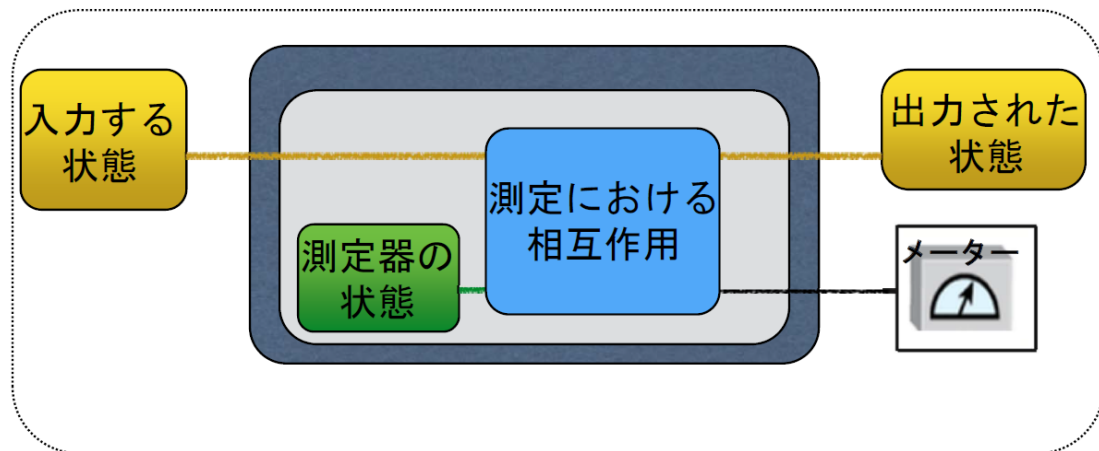 入力する
状態
測定器の
状態
測定における
相互作用
出力された
状態
メーター